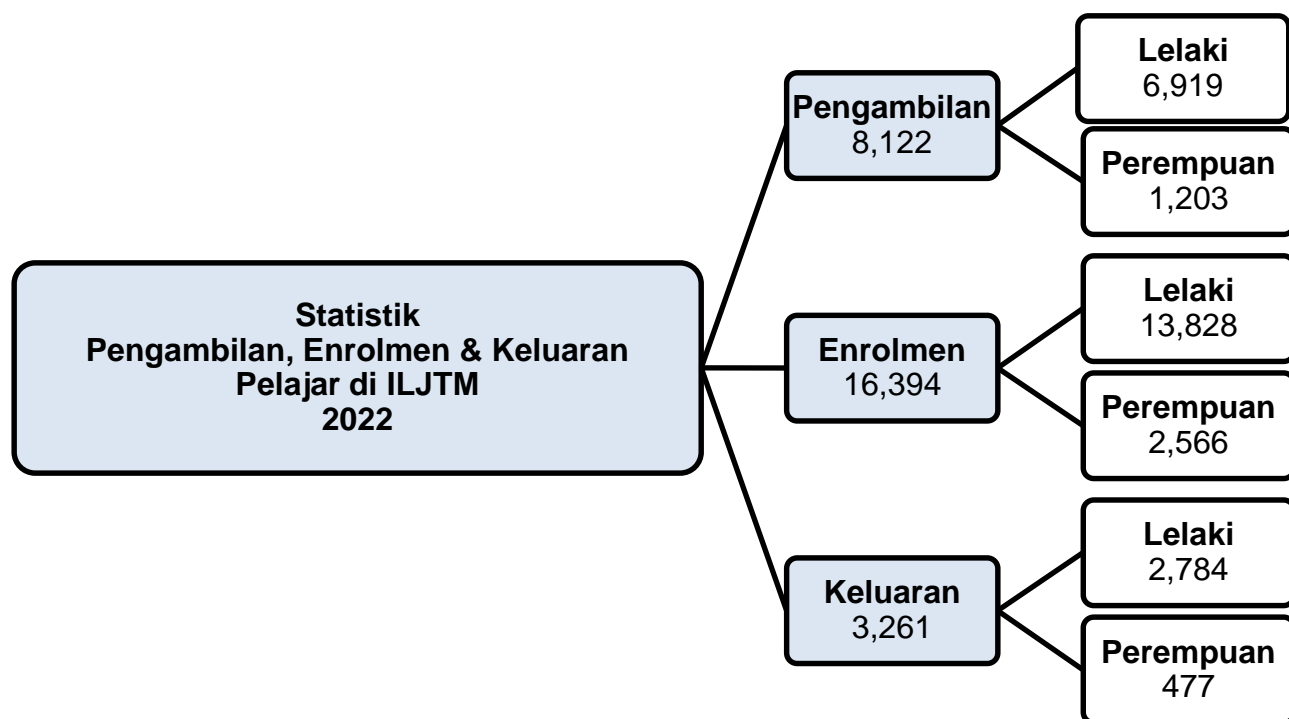 Statistik
Pengambilan, Enrolmen & Keluaran
Pelajar di ILJTM
2022
Pengambilan
8,122
Lelaki
6,919
Perempuan
1,203
Enrolmen
16,394
Lelaki
13,828
Perempuan
2,566
Keluaran
3,261
Lelaki
2,784
Perempuan
477